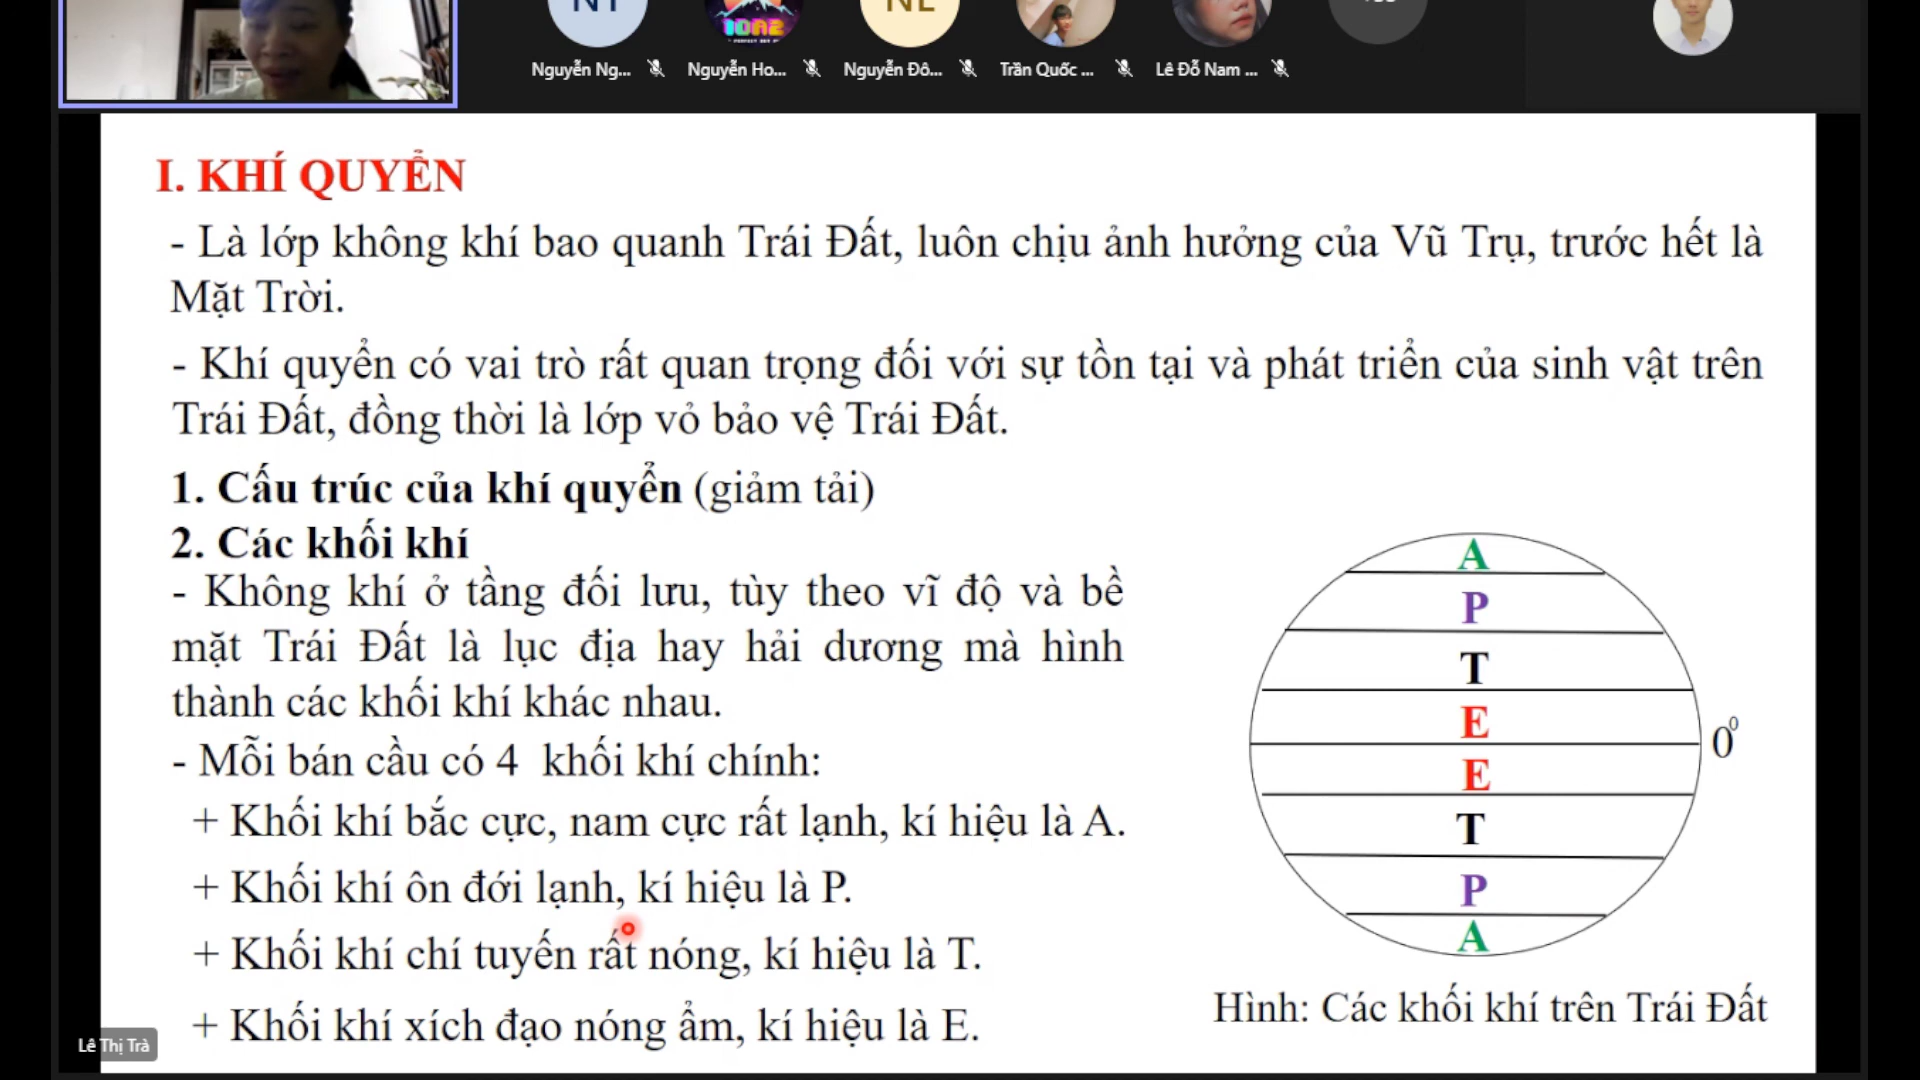 Nguyễn Ng...
Nguyễn Ho...
Nguyễn Đô...
Trần Quốc ...
Lê Đỗ Nam ...
I. KHÍ QUYỂN
- Là lớp không khí bao quanh Trái Đất, luôn chịu ảnh hưởng của Vũ Trụ, trước hết là
Mặt Trời.
- Khí quyển có vai trò rất quan trọng đối với sự tồn tại và phát triển của sinh vật trên
Trái Đất, đồng thời là lớp vỏ bảo vệ Trái Đất.
1. Cấu trúc của khí quyển (giảm tải)
2. Các khối khí
- Không khí ở tầng đối lưu, tùy theo vĩ độ và bề
mặt Trái Đất là lục địa hay hải dương mà hình
thành các khối khí khác nhau.
- Mỗi bán cầu có 4 khối khí chính:
+ Khối khí bắc cực, nam cực rất lạnh, kí hiệu là A.
+ Khối khí ôn đới lạnh, kí hiệu là P.
+ Khối khí chí tuyến rất nóng, kí hiệu là T.
+ Khối khí xích đạo nóng ẩm, kí hiệu là E.
A
P
T
E
0⁰
E
T
P
A
Hình: Các khối khí trên Trái Đất
Lê Thị Trà